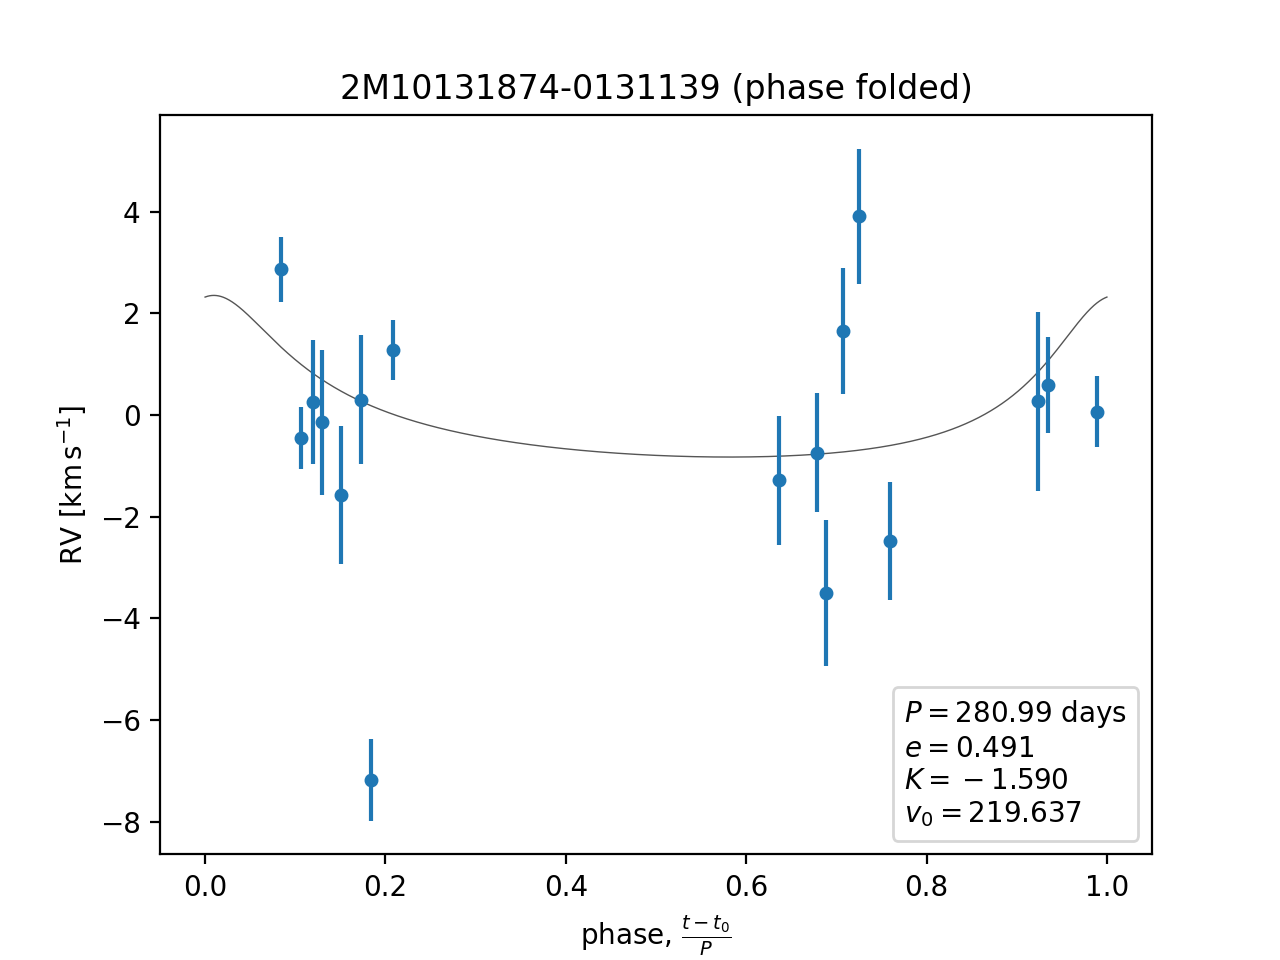 2M10131874-0131139 (phase folded)
RV [km s⁻¹]
4
2
0
−2
−4
−6
−8
P = 280.99 days
e = 0.491
K = −1.590
v₀ = 219.637
0.0 0.2 0.4 0.6 0.8 1.0
phase, (t − t₀)/P